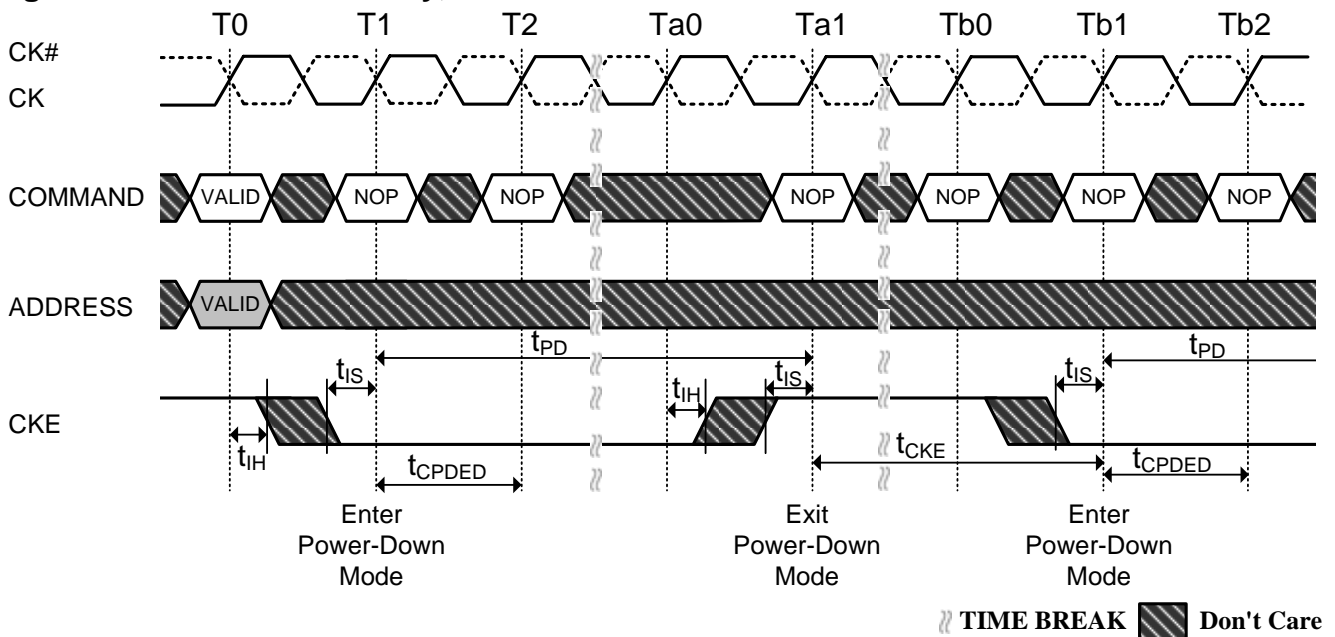 T0 T1 T2 Ta0 Ta1 Tb0 Tb1 Tb2
CK#
CK
COMMAND VALID NOP NOP NOP NOP NOP NOP
ADDRESS VALID
tPD tPD
tIS tIH tIS tIS
CKE
tIH tCPDED tCKE tCPDED
Enter
Power-Down
Mode
Exit
Power-Down
Mode
Enter
Power-Down
Mode
TIME BREAK Don't Care